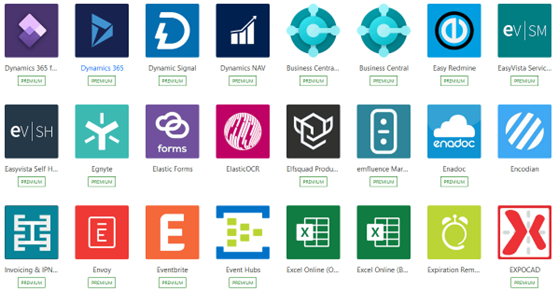 Dynamics 365 f...
Dynamics 365
Dynamic Signal
Dynamics NAV
Business Centra...
Business Central
Easy Redmine
EasyVista Servic...
PREMIUM
PREMIUM
PREMIUM
PREMIUM
PREMIUM
PREMIUM
PREMIUM
PREMIUM
eV|SM
eV|SH
forms
enadoc
Easyvista Self H...
Egnyte
Elastic Forms
ElasticOCR
Elfsquad Produ...
emfluence Mar...
Enadoc
Encodian
PREMIUM
PREMIUM
PREMIUM
PREMIUM
PREMIUM
PREMIUM
E
E
X
X
X
EXPOCAD
Invoicing & IPN...
Envoy
Eventbrite
Event Hubs
Excel Online (O...
Excel Online (B...
Expiration Rem...
EXPOCAD
PREMIUM
PREMIUM
PREMIUM
PREMIUM
PREMIUM